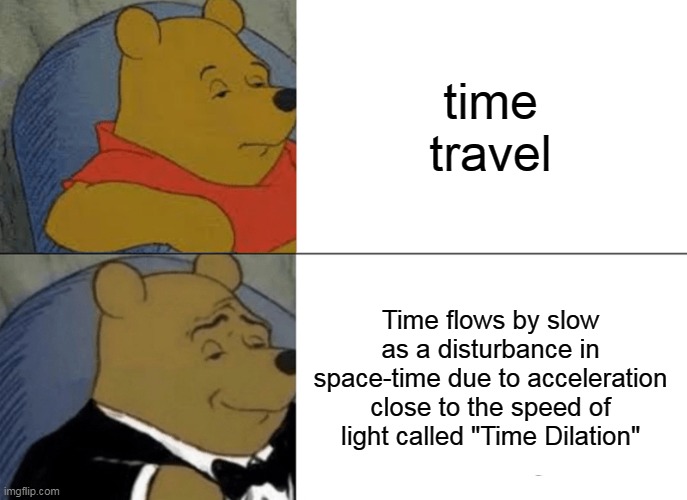 time
travel
Time flows by slow
as a disturbance in
space-time due to acceleration
close to the speed of
light called "Time Dilation"
imgflip.com